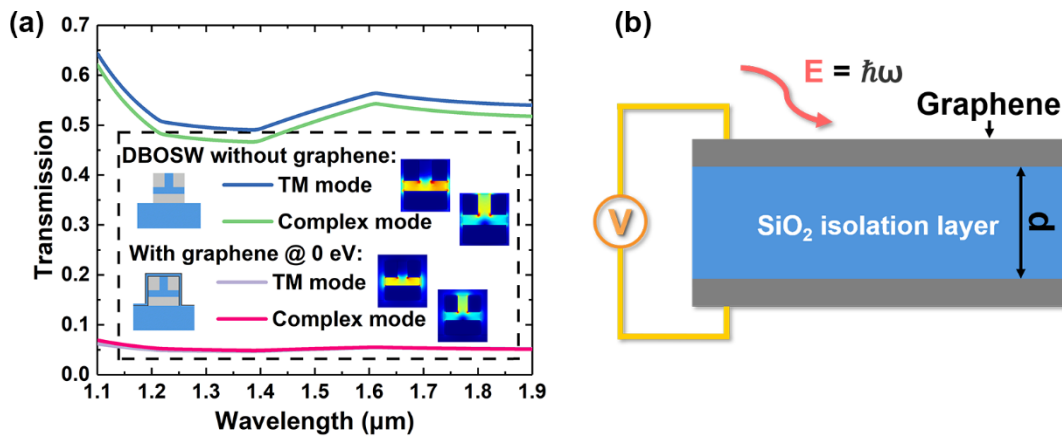 (a)
0.7
0.6
0.5
0.4
0.3
0.2
0.1
0.0
Transmission
DBOSW without graphene:
TM mode
Complex mode
With graphene @ 0 eV:
TM mode
Complex mode
1.1 1.2 1.3 1.4 1.5 1.6 1.7 1.8 1.9
Wavelength (μm)
(b)
E = ℏω
Graphene
V
SiO₂ isolation layer
d